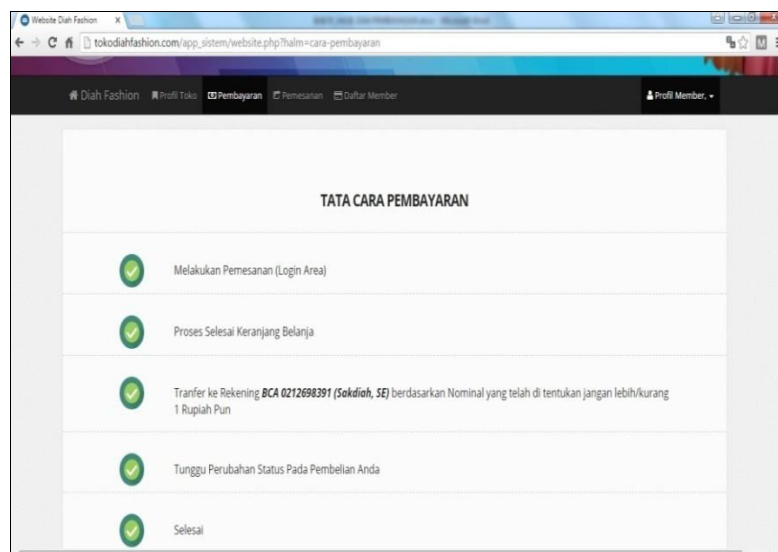 Website Diah Fashion
tokodiahfashion.com/app_sistem/website.php?halm=cara-pembayaran
Diah Fashion Profil Toko Pembayaran Pemesanan Daftar Member Profil Member,
TATA CARA PEMBAYARAN
Melakukan Pemesanan (Login Area)
Proses Selesai Keranjang Belanja
Tranfer ke Rekening BCA 0212698391 (Sakdiah, SE) berdasarkan Nominal yang telah di tentukan jangan lebih/kurang
1 Rupiah Pun
Tunggu Perubahan Status Pada Pembelian Anda
Selesai